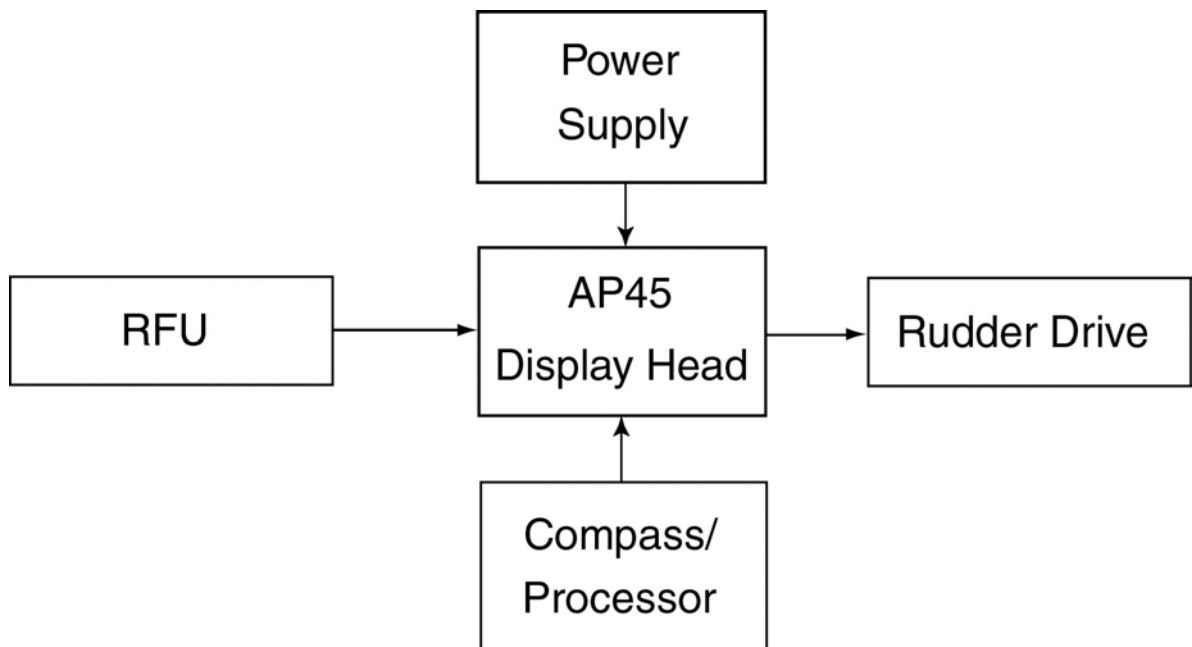 Power
Supply
RFU
AP45
Display Head
Rudder Drive
Compass/
Processor